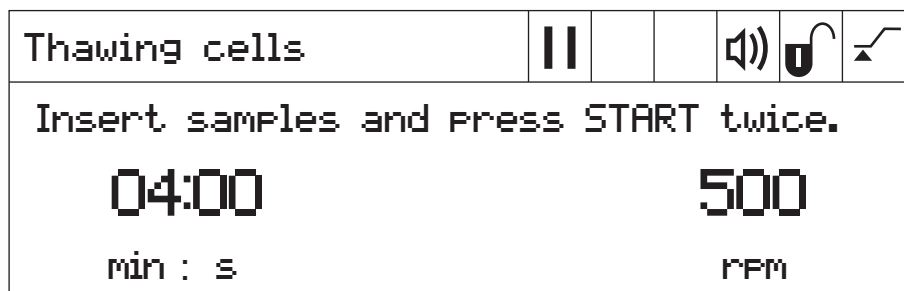 Thawing cells
Insert samples and press START twice.
04:00 500
min : s rpm